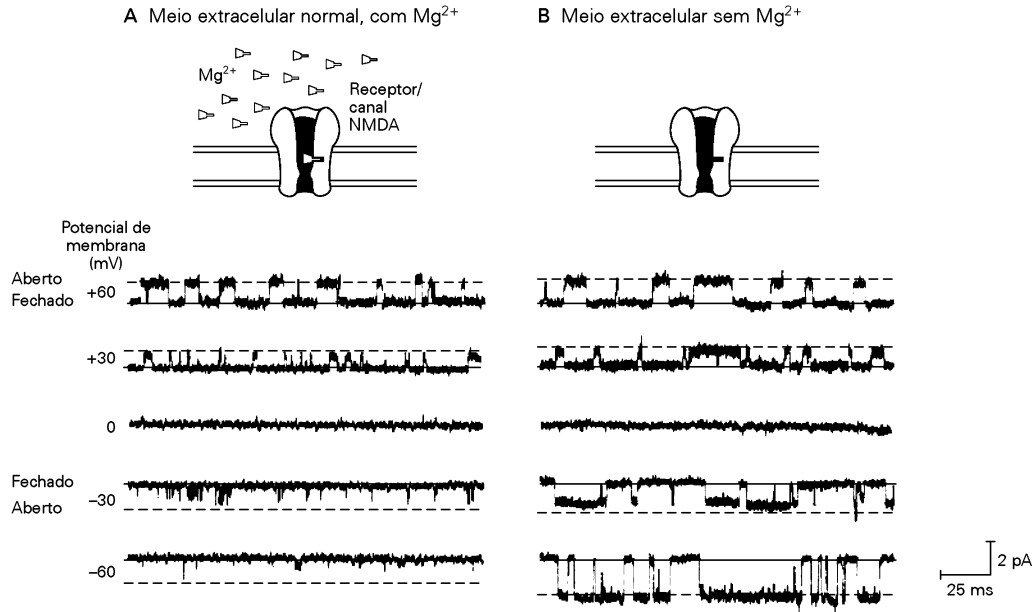 A Meio extracelular normal, com Mg²⁺
B Meio extracelular sem Mg²⁺
Mg²⁺
Receptor/
canal
NMDA
Potencial de
membrana
(mV)
Aberto
+60
Fechado
+30
0
Fechado
–30
Aberto
–60
2 pA
25 ms